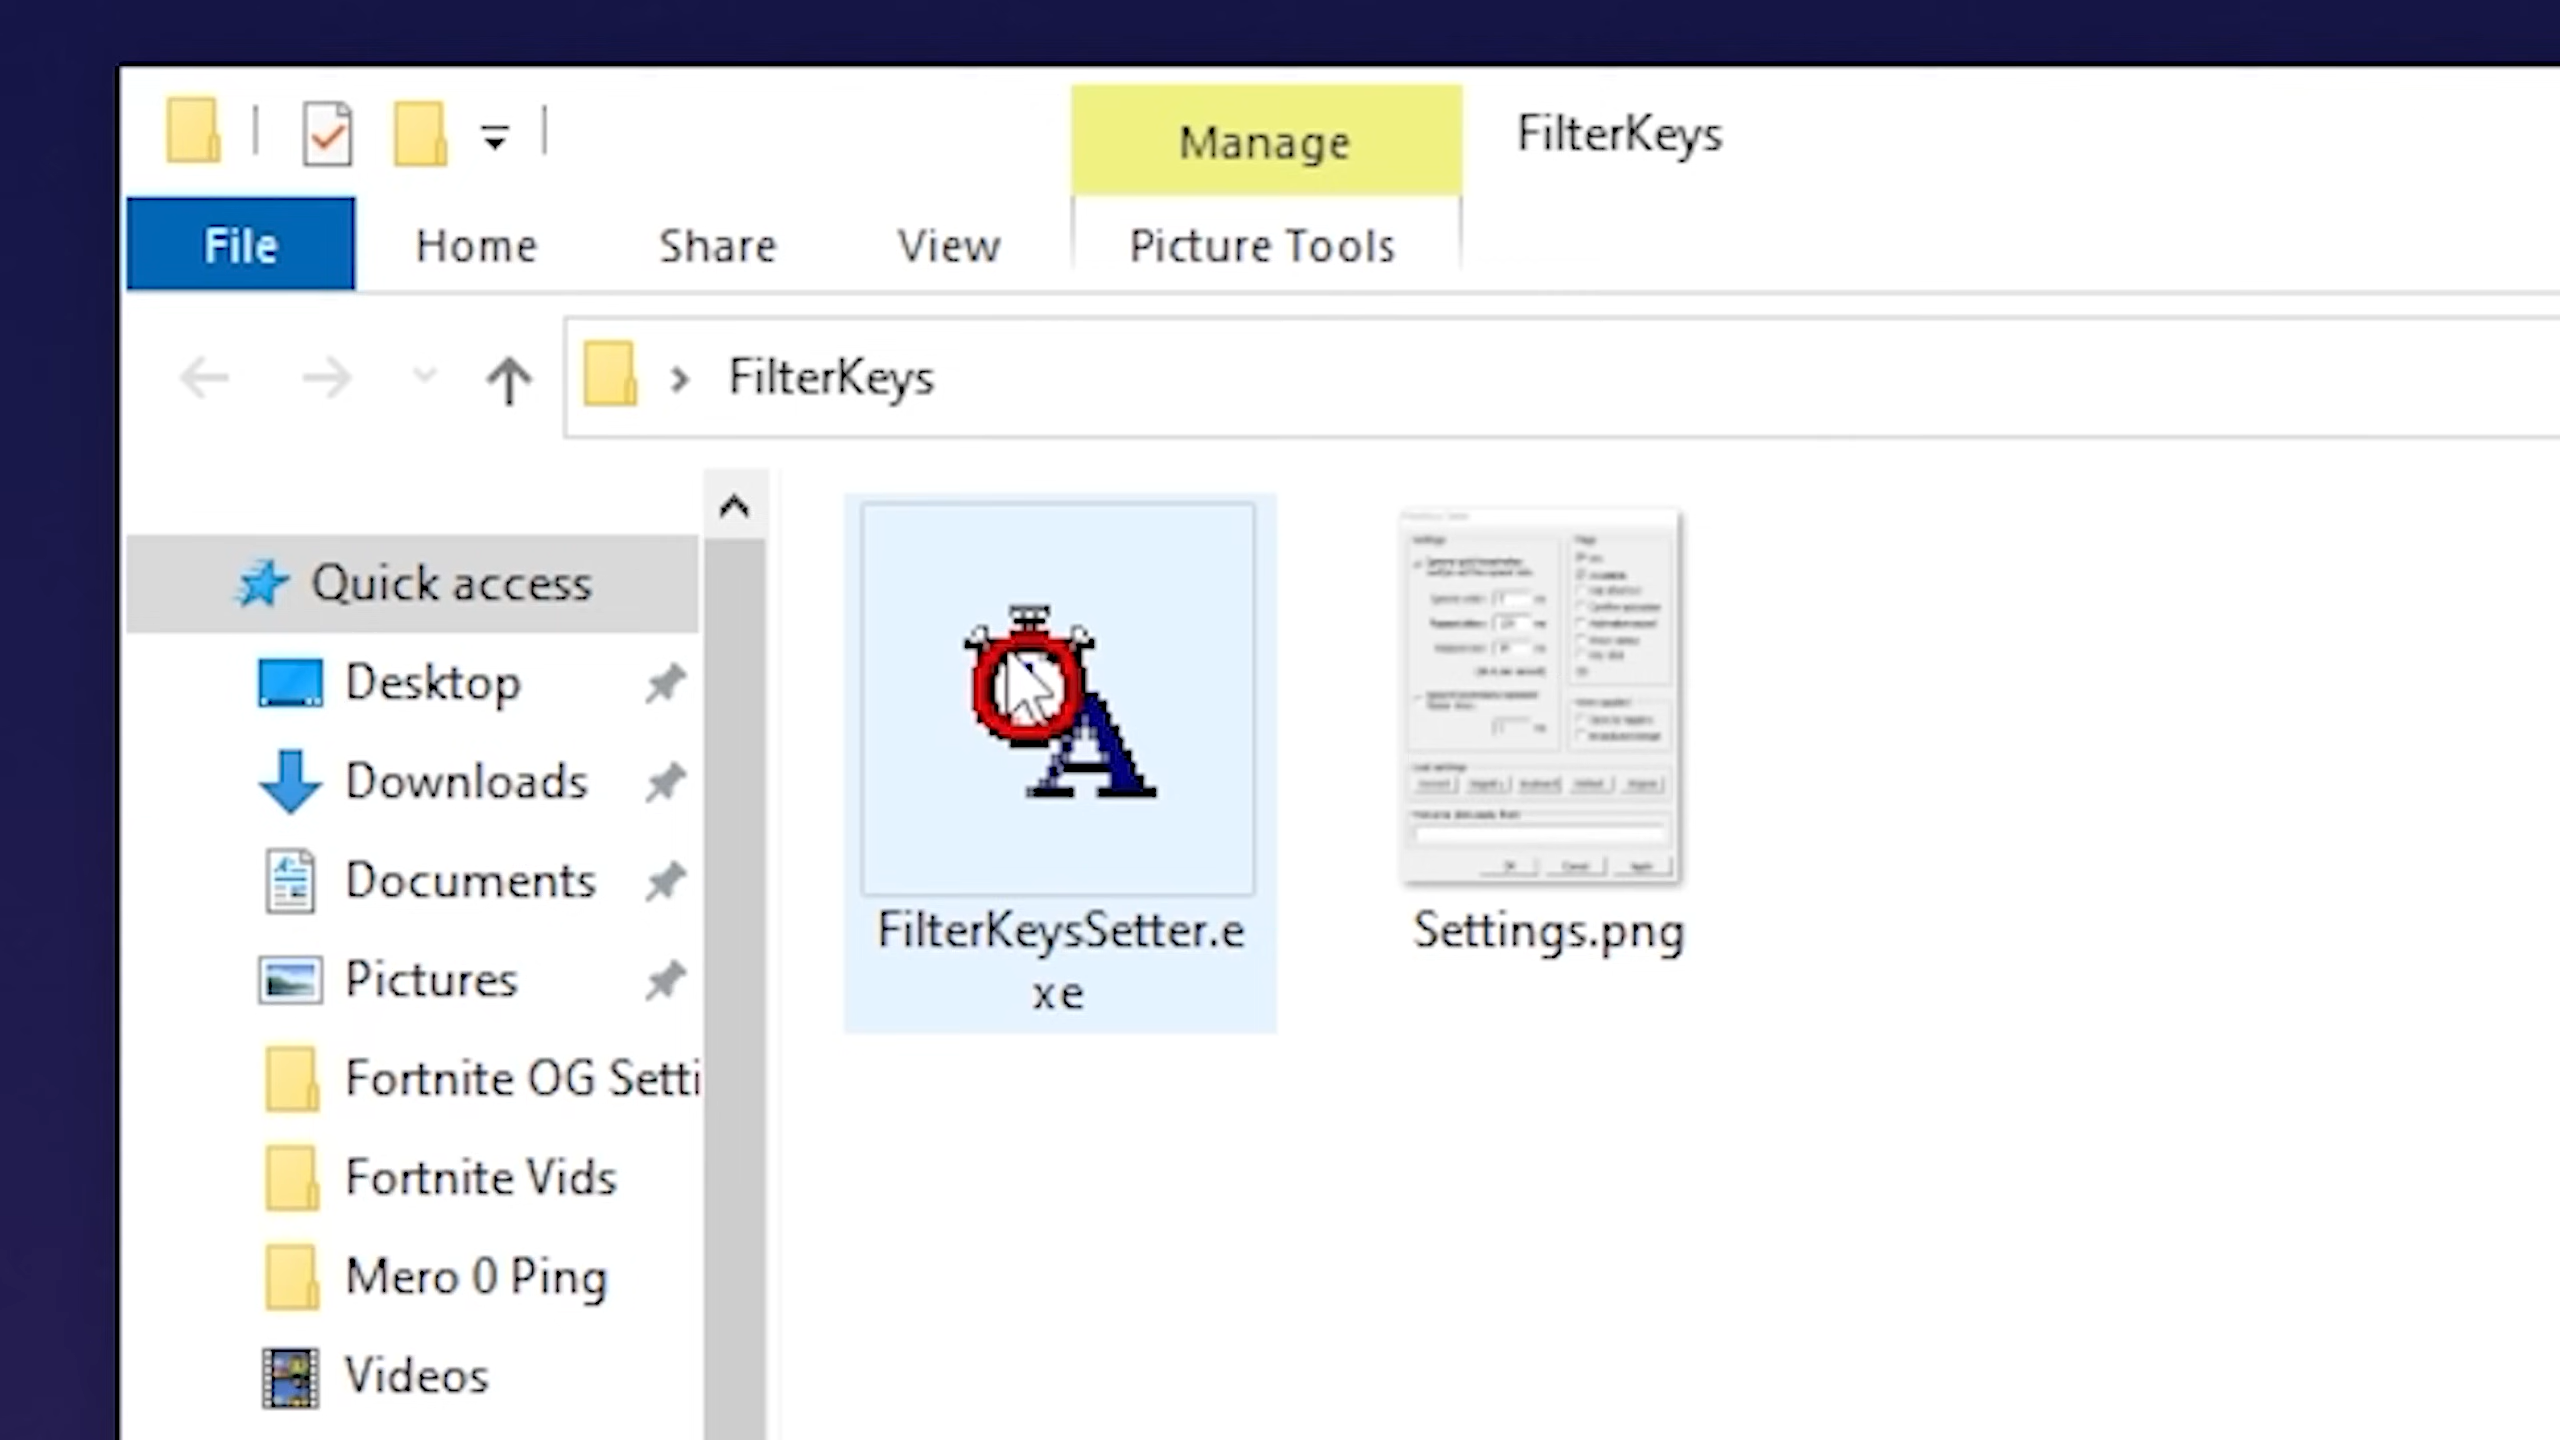 Manage
FilterKeys
File
Home
Share
View
Picture Tools
FilterKeys
Quick access
Desktop
Downloads
Documents
Pictures
Fortnite OG Setti
Fortnite Vids
Mero 0 Ping
Videos
FilterKeysSetter.e
xe
Settings.png